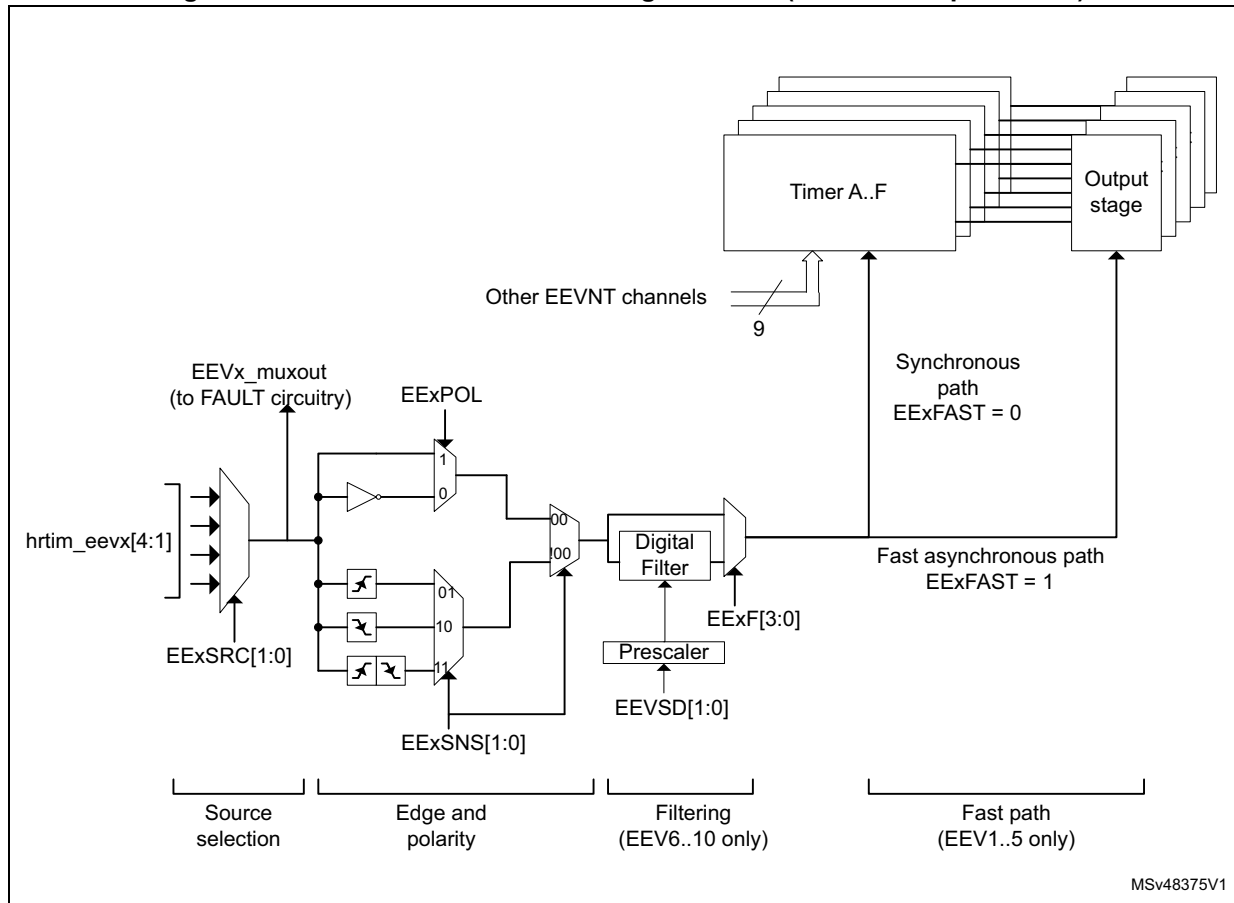 Timer A..F
Output
stage
Other EEVNT channels
9
EEVx_muxout
(to FAULT circuitry)
EExPOL
Synchronous
path
EExFAST = 0
1
0
hrtim_eevx[4:1]
00
!00
Digital
Filter
Fast asynchronous path
EExFAST = 1
01
10
11
EExF[3:0]
EExSRC[1:0]
Prescaler
EEVSD[1:0]
EExSNS[1:0]
Source
selection
Edge and
polarity
Filtering
(EEV6..10 only)
Fast path
(EEV1..5 only)
MSv48375V1